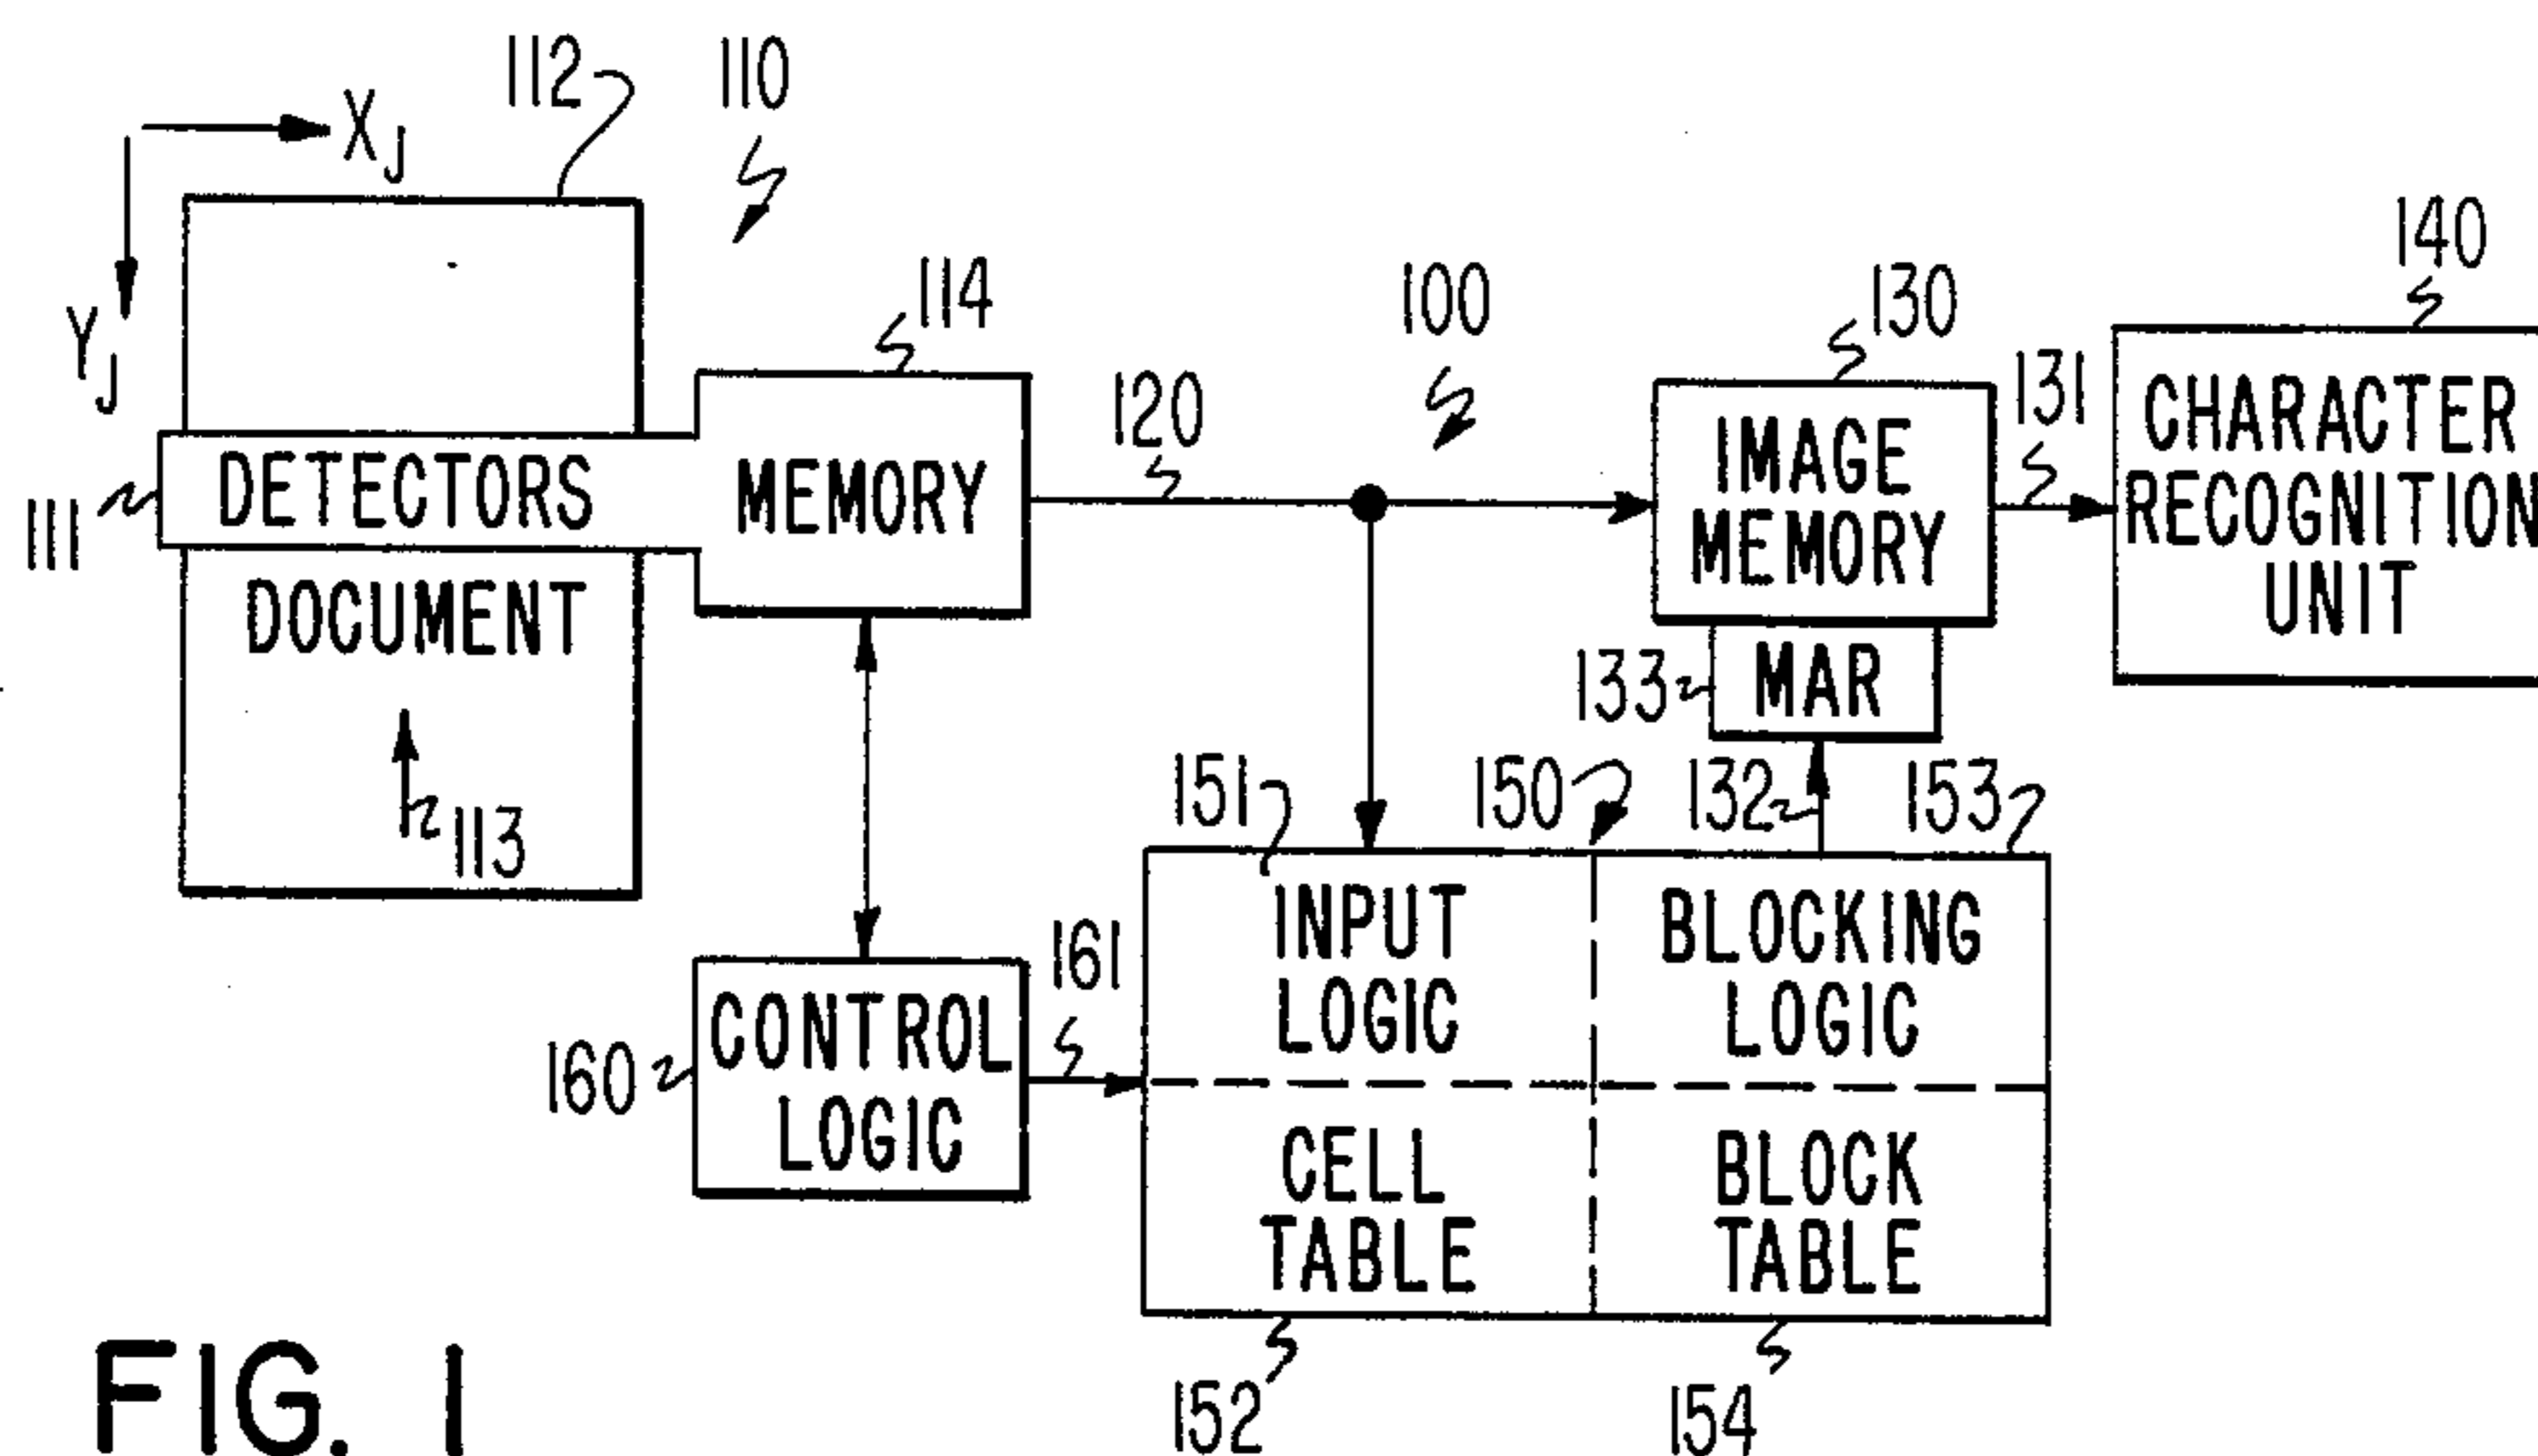 112
110
X J
Y J
114
100
130
140
120
131
DETECTORS
MEMORY
IMAGE
MEMORY
CHARACTER
RECOGNITION
UNIT
111
DOCUMENT
133
MAR
113
151
150
132
153
INPUT
LOGIC
BLOCKING
LOGIC
161
CONTROL
LOGIC
160
CELL
TABLE
BLOCK
TABLE
152
154
FIG. 1